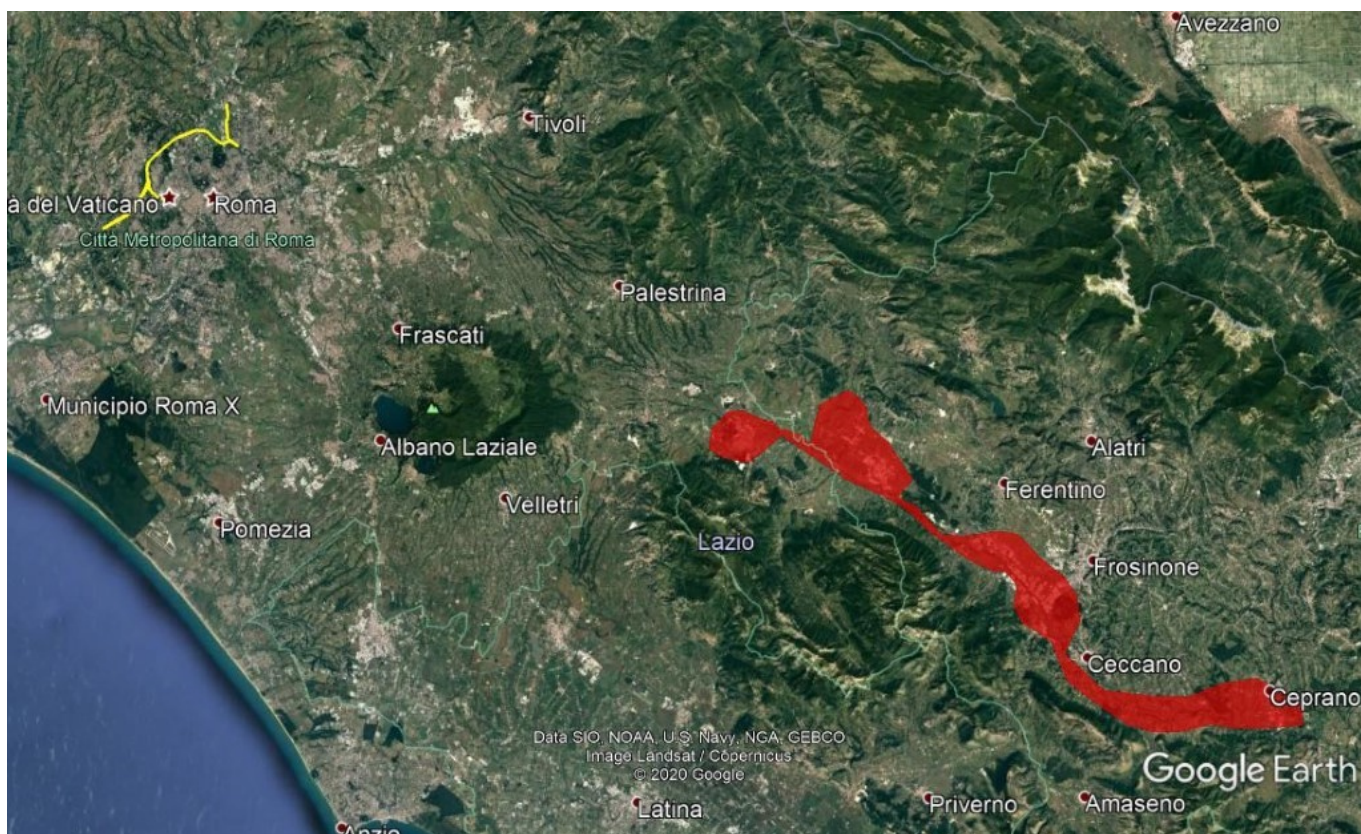 Avezzano
Tivoli
a del Vaticano
Roma
Città Metropolitana di Roma
Palestrina
Frascati
Municipio Roma X
Albano Laziale
Alatri
Velletri
Ferentino
Pomezia
Lazio
Frosinone
Ceccano
Ceprano
Data SIO, NOAA, U.S. Navy, NGA, GEBCO
Image Landsat / Copernicus
© 2020 Google
Google Earth
Latina
Priverno
Amaseno
Anzio